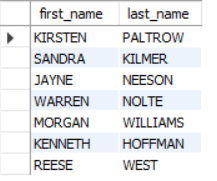 first_name last_name
KIRSTEN PALTROW
SANDRA KILMER
JAYNE NEESON
WARREN NOLTE
MORGAN WILLIAMS
KENNETH HOFFMAN
REESE WEST